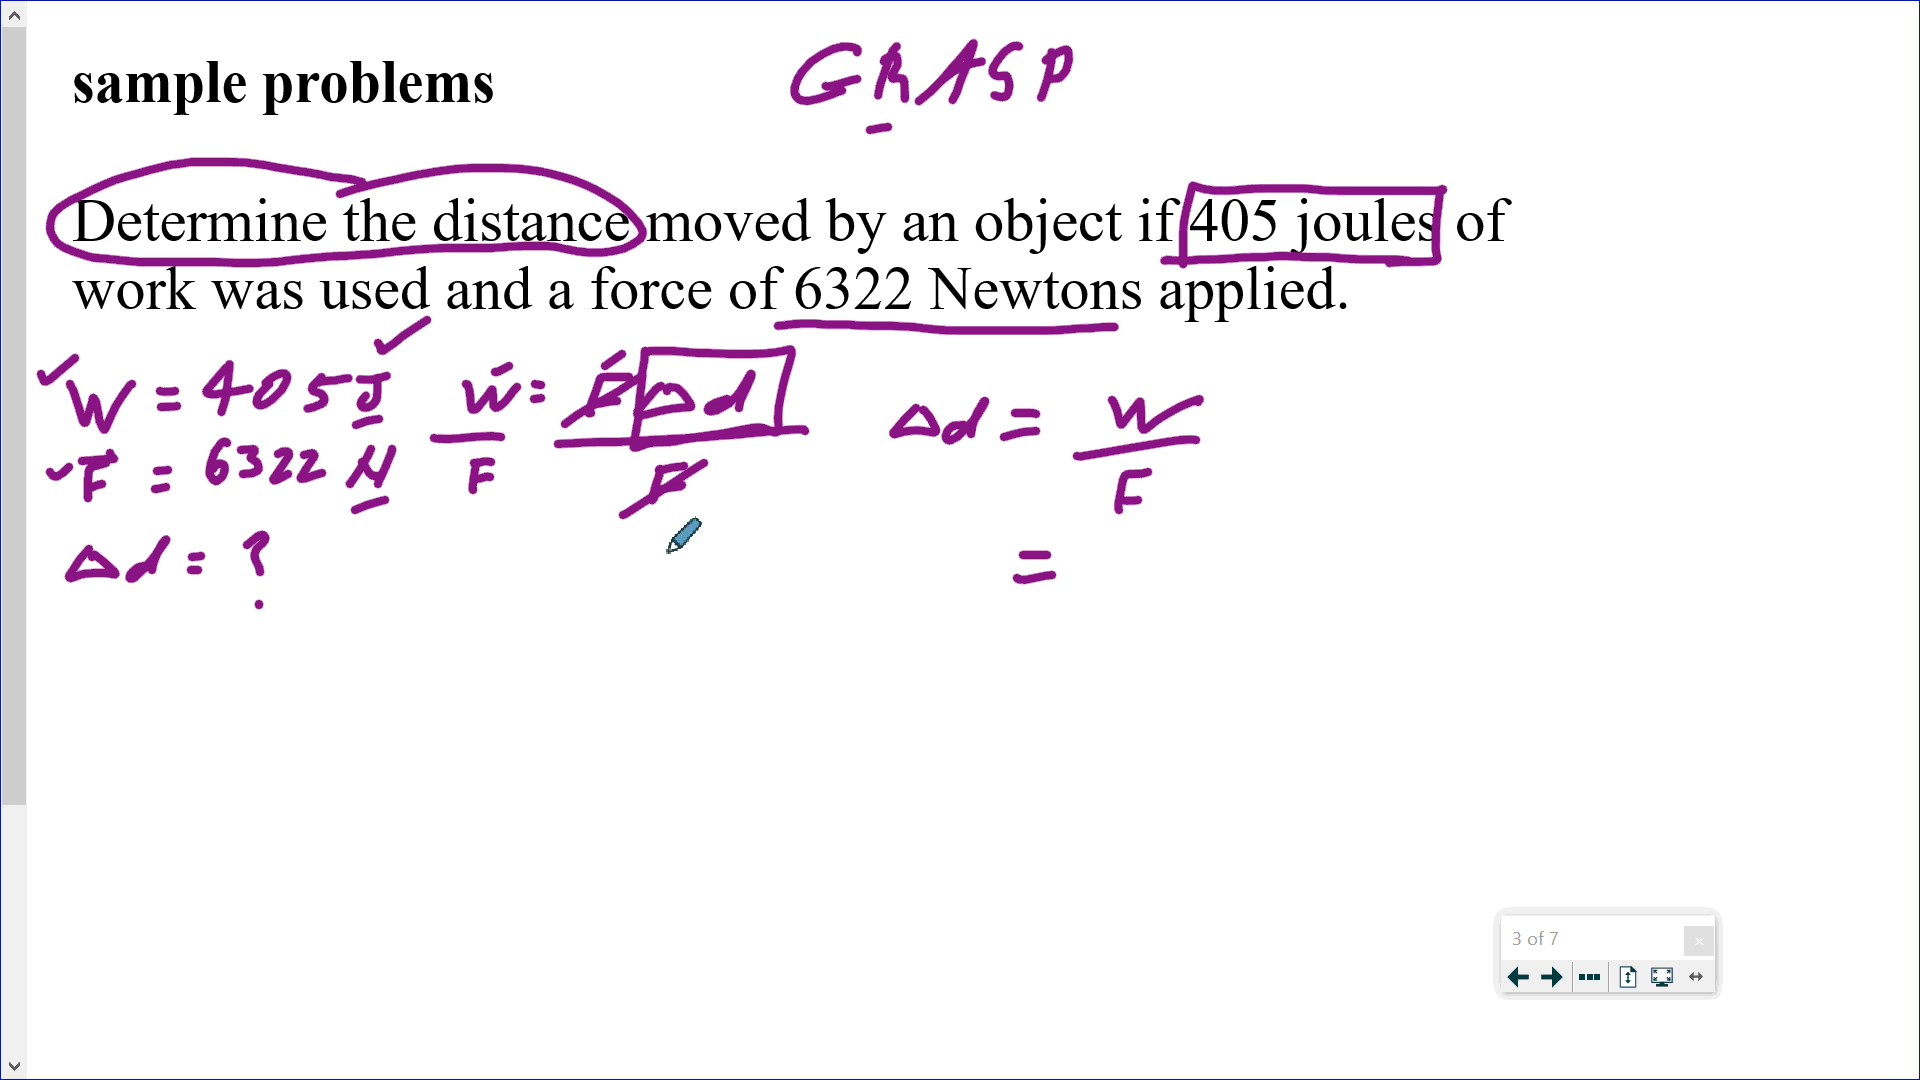 sample problems
GRASP
Determine the distance moved by an object if 405 joules of
work was used and a force of 6322 Newtons applied.
W = 405 J
F = 6322 N
Δd = ?
W = FΔd
F F
Δd = W
F
=
3 of 7